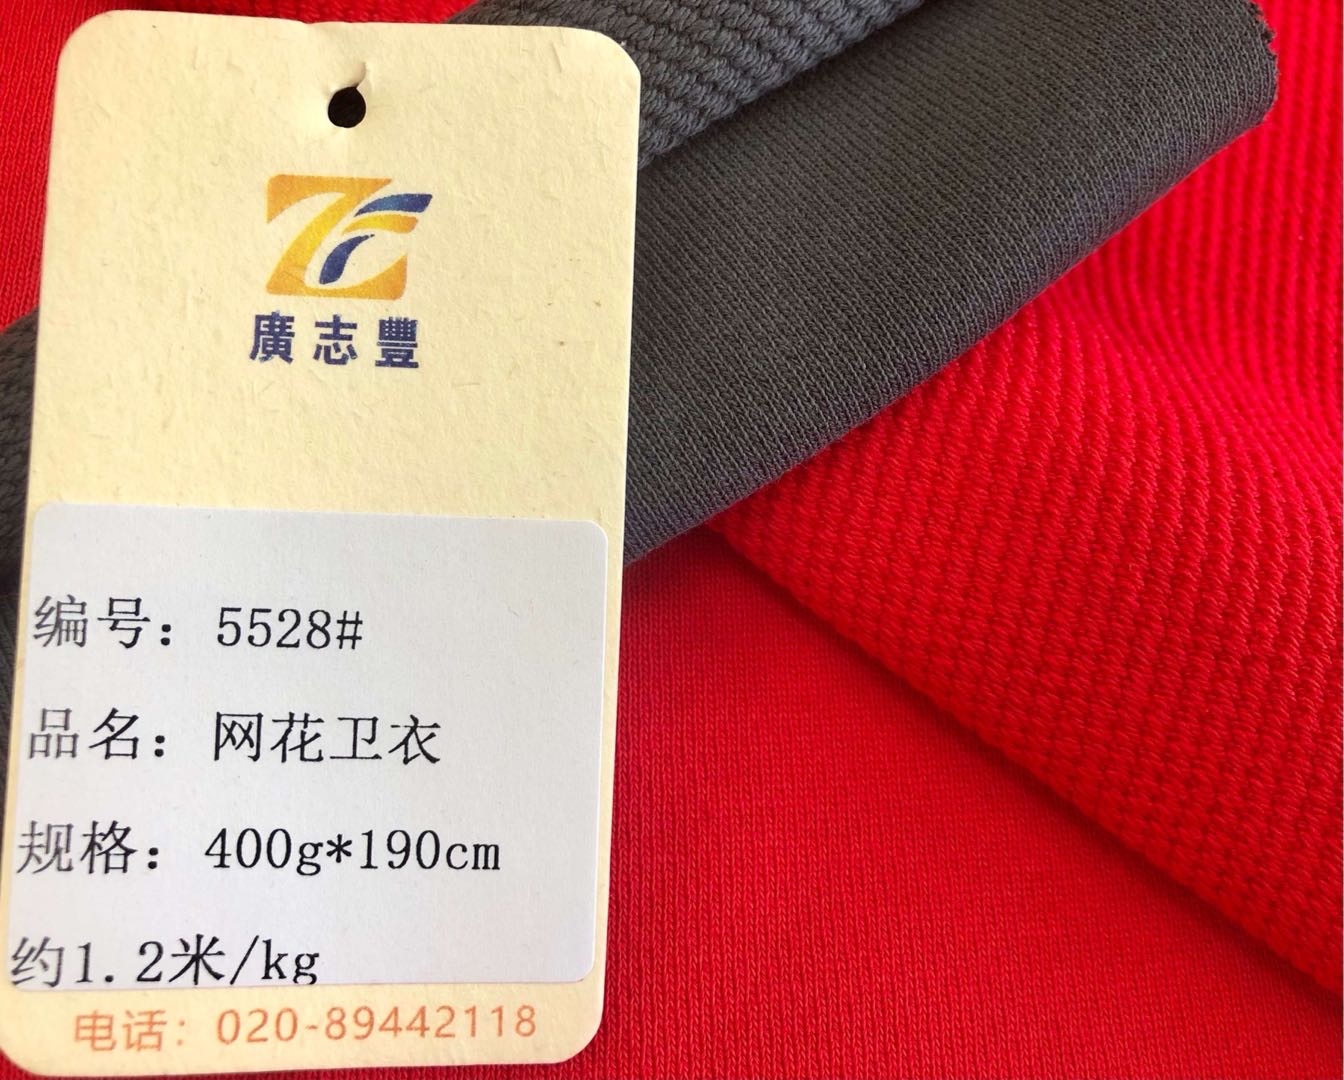 廣志豐
编号：5528#
品名：网花卫衣
规格：400g*190cm
约1.2米/kg
电话：020-89442118